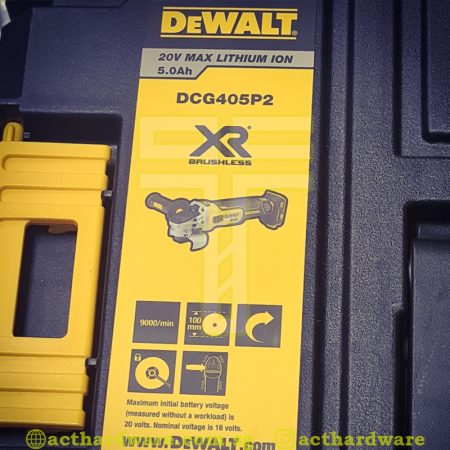 DEWALT
20V MAX LITHIUM ION
5.0Ah
DCG405P2
XR®
BRUSHLESS
DEWALT
9000/min
100
mm
Maximum initial battery voltage
(measured without a workload) is
20 volts. Nominal voltage is 18 volts.
www.DEWALT.com
acthardware